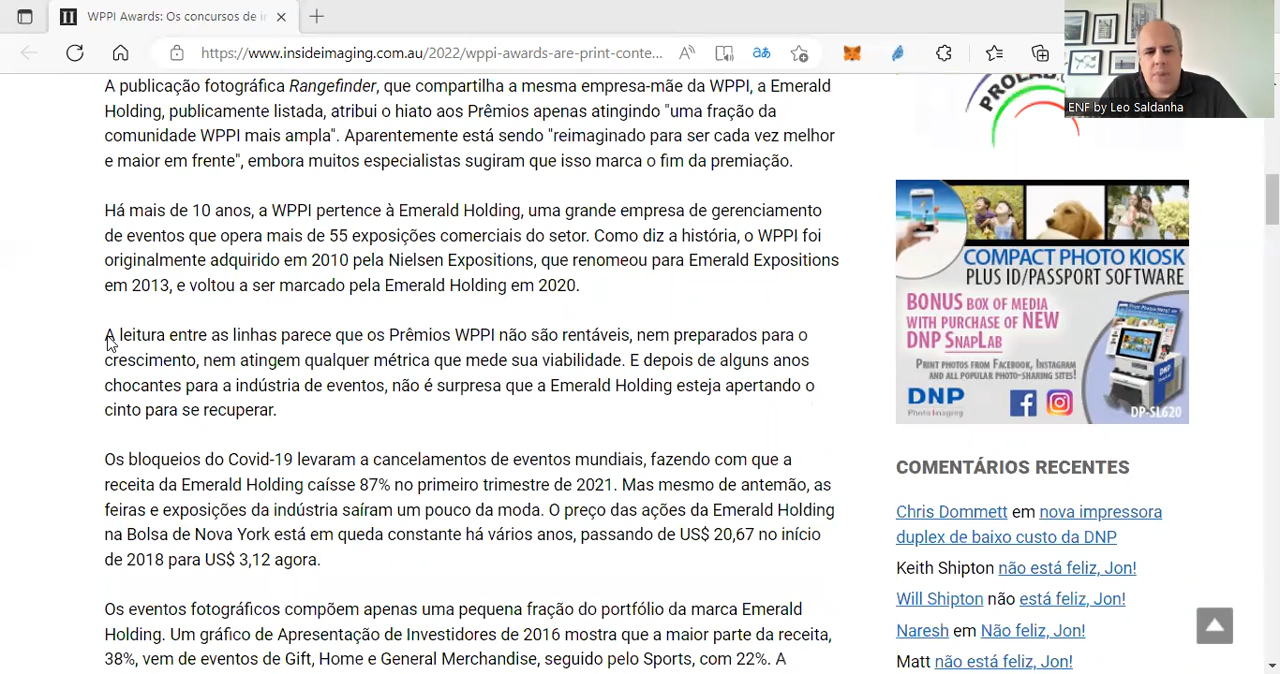 WPPI Awards: Os concursos de i
https://www.insideimaging.com.au/2022/wppi-awards-are-print-conte...
ENF by Leo Saldanha
A publicação fotográfica Rangefinder, que compartilha a mesma empresa-mãe da WPPI, a Emerald
Holding, publicamente listada, atribui o hiato aos Prêmios apenas atingindo "uma fração da
comunidade WPPI mais ampla". Aparentemente está sendo "reimaginado para ser cada vez melhor
e maior em frente", embora muitos especialistas sugiram que isso marca o fim da premiação.
Há mais de 10 anos, a WPPI pertence à Emerald Holding, uma grande empresa de gerenciamento
de eventos que opera mais de 55 exposições comerciais do setor. Como diz a história, o WPPI foi
originalmente adquirido em 2010 pela Nielsen Expositions, que renomeou para Emerald Expositions
em 2013, e voltou a ser marcado pela Emerald Holding em 2020.
A leitura entre as linhas parece que os Prêmios WPPI não são rentáveis, nem preparados para o
crescimento, nem atingem qualquer métrica que mede sua viabilidade. E depois de alguns anos
chocantes para a indústria de eventos, não é surpresa que a Emerald Holding esteja apertando o
cinto para se recuperar.
Os bloqueios do Covid-19 levaram a cancelamentos de eventos mundiais, fazendo com que a
receita da Emerald Holding caísse 87% no primeiro trimestre de 2021. Mas mesmo de antemão, as
feiras e exposições da indústria saíram um pouco da moda. O preço das ações da Emerald Holding
na Bolsa de Nova York está em queda constante há vários anos, passando de US$ 20,67 no início
de 2018 para US$ 3,12 agora.
Os eventos fotográficos compõem apenas uma pequena fração do portfólio da marca Emerald
Holding. Um gráfico de Apresentação de Investidores de 2016 mostra que a maior parte da receita,
38%, vem de eventos de Gift, Home e General Merchandise, seguido pelo Sports, com 22%. A
PROLAB
COMPACT PHOTO KIOSK
PLUS ID/PASSPORT SOFTWARE
BONUS BOX OF MEDIA
WITH PURCHASE OF NEW
DNP SNAPLAB
PRINT PHOTOS FROM FACEBOOK, INSTAGRAM
AND ALL POPULAR PHOTO-SHARING SITES!
DNP
Photo Imaging
DP-SL620
COMENTÁRIOS RECENTES
Chris Dommett em nova impressora
duplex de baixo custo da DNP
Keith Shipton não está feliz, Jon!
Will Shipton não está feliz, Jon!
Naresh em Não feliz, Jon!
Matt não está feliz, Jon!